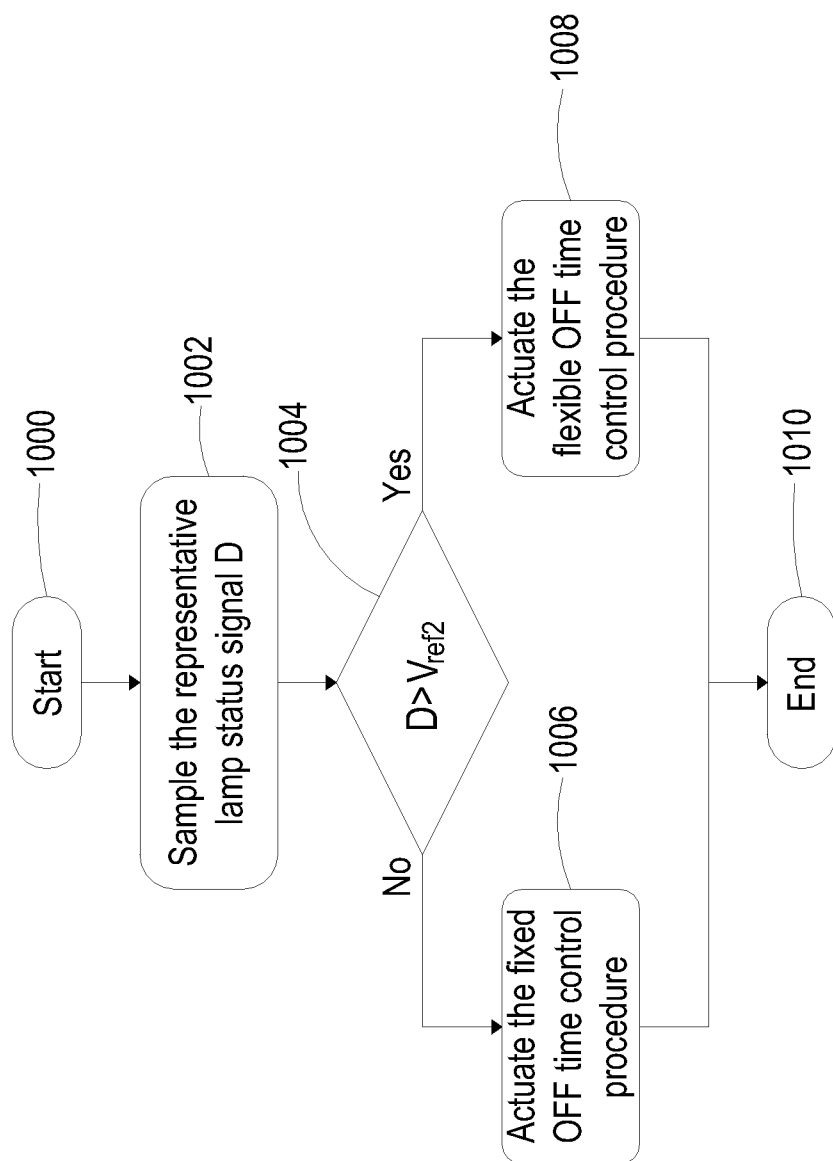 Start
1000
Sample the representative
lamp status signal D
1002
D> Vref2
1004
No
Yes
Actuate the fixed
OFF time control
procedure
1006
Actuate the
flexible OFF time
control procedure
1008
End
1010